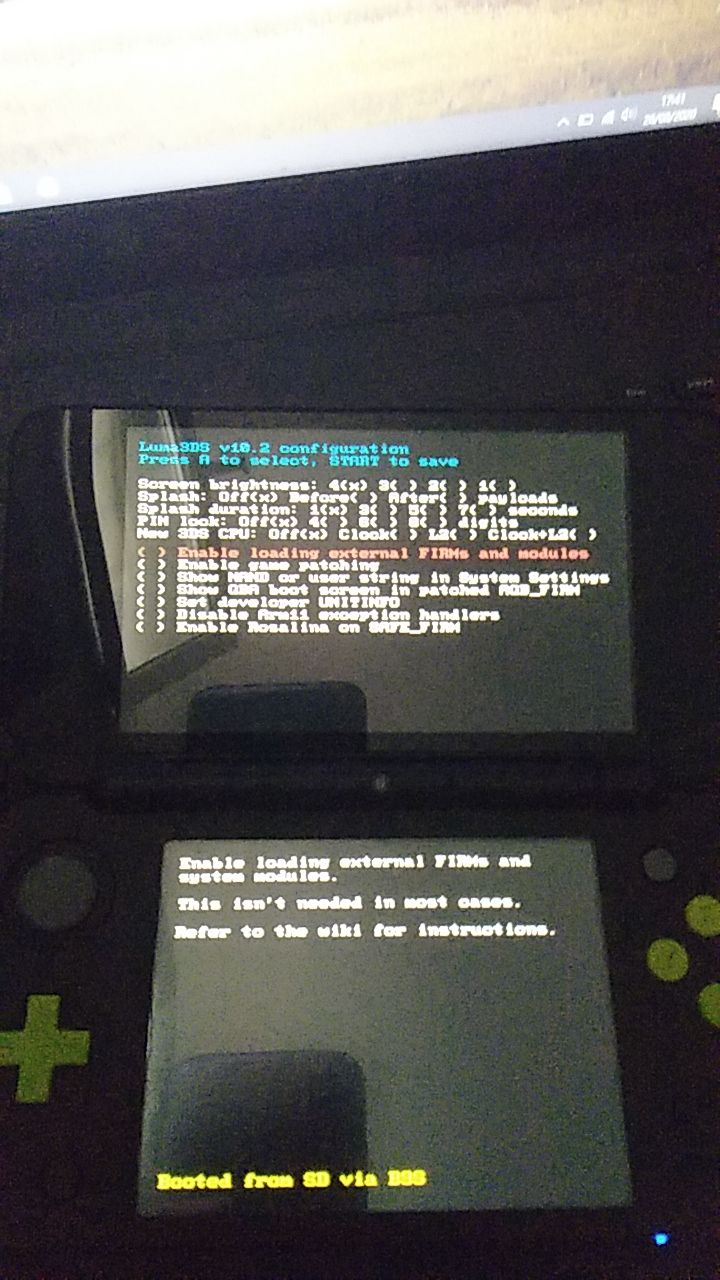 17:41
26/08/2020
Luma3DS v10.2 configuration
Press A to select, START to save
Screen brightness: 4(x) 3( ) 2( ) 1( )
Splash: Off(x) Before( ) After( ) payloads
Splash duration: 1(x) 3( ) 5( ) 7( ) seconds
PIN lock: Off(x) 4( ) 6( ) 8( ) digits
New 3DS CPU: Off(x) Clock( ) L2( ) Clock+L2( )
( ) Enable loading external FIRMs and modules
( ) Enable game patching
( ) Show NAND or user string in System Settings
( ) Show GBA boot screen in patched AGB_FIRM
( ) Set developer UNITINFO
( ) Disable Arm11 exception handlers
( ) Enable Rosalina on SAFE_FIRM
Enable loading external FIRMs and
system modules.
This isn't needed in most cases.
Refer to the wiki for instructions.
Booted from SD via B9S